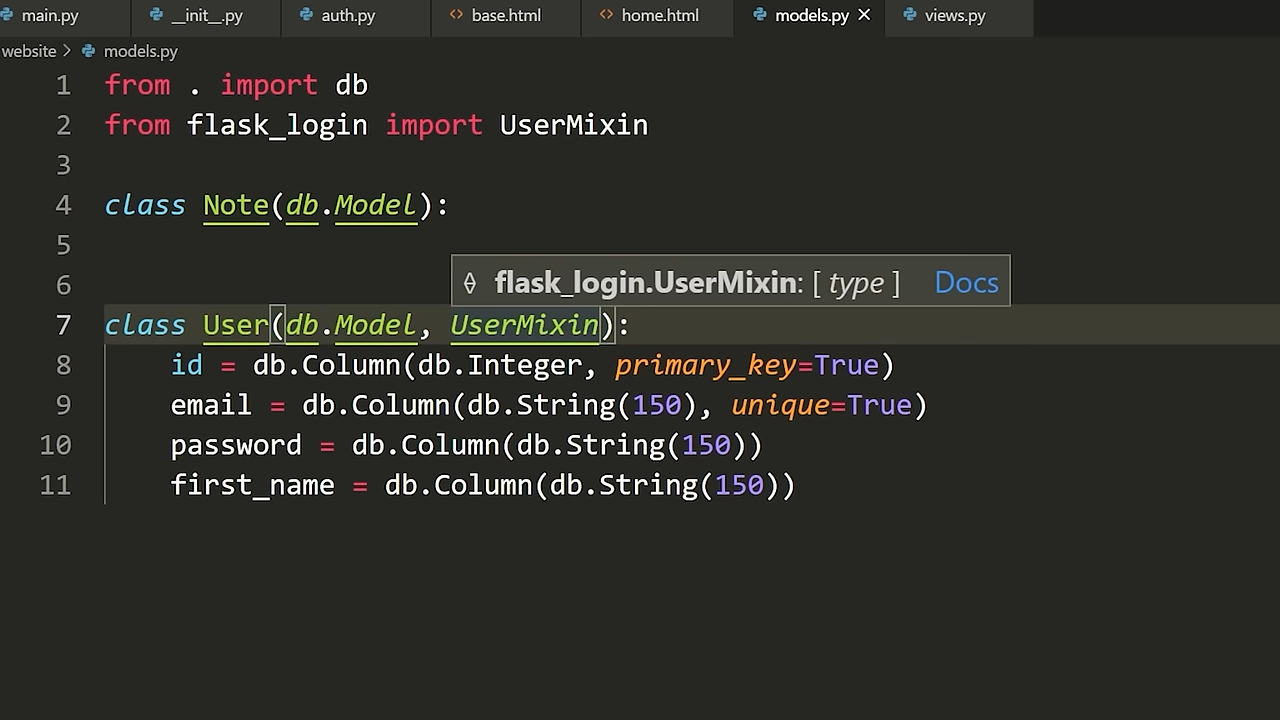 main.py __init__.py auth.py base.html home.html models.py views.py
website > models.py
1 from . import db
2 from flask_login import UserMixin
3
4 class Note(db.Model):
5
6
flask_login.UserMixin: [ type ] Docs
7 class User(db.Model, UserMixin):
8 id = db.Column(db.Integer, primary_key=True)
9 email = db.Column(db.String(150), unique=True)
10 password = db.Column(db.String(150))
11 first_name = db.Column(db.String(150))